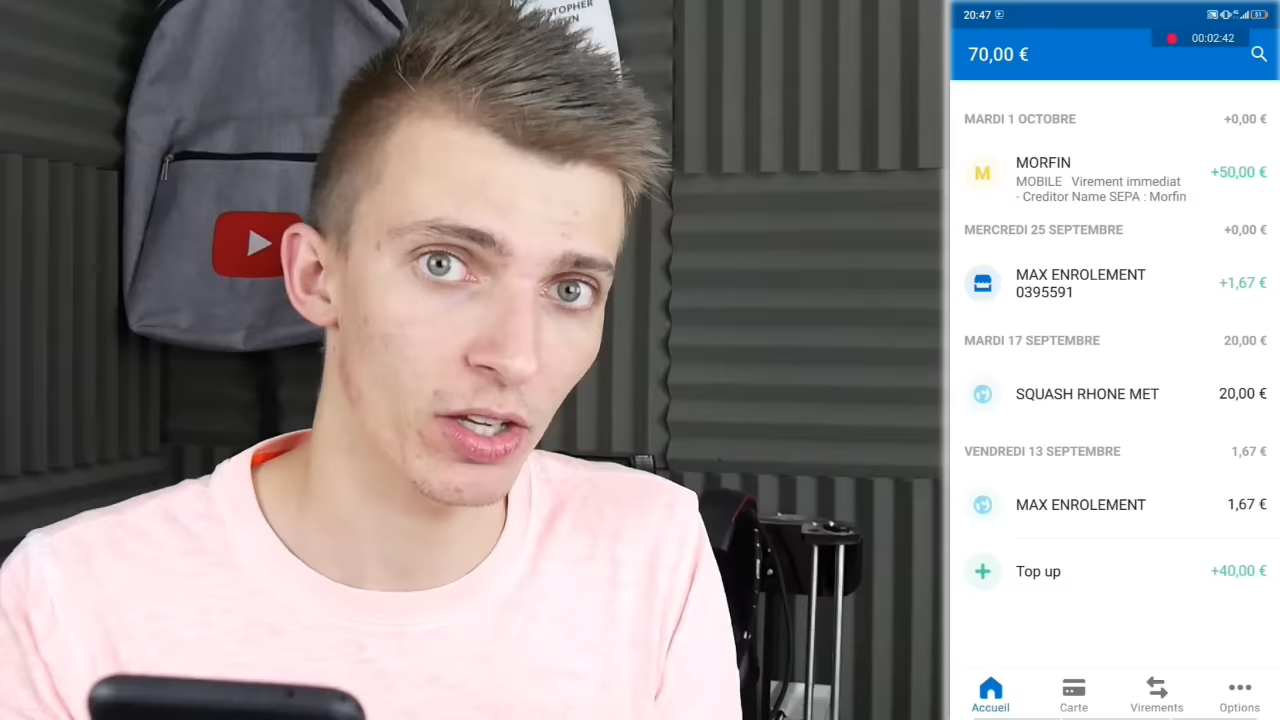 20:47
51
00:02:42
70,00 €
MARDI 1 OCTOBRE +0,00 €
M
MORFIN +50,00 €
MOBILE Virement immediat
- Creditor Name SEPA : Morfin
MERCREDI 25 SEPTEMBRE +0,00 €
MAX ENROLEMENT +1,67 €
0395591
MARDI 17 SEPTEMBRE 20,00 €
SQUASH RHONE MET 20,00 €
VENDREDI 13 SEPTEMBRE 1,67 €
MAX ENROLEMENT 1,67 €
Top up +40,00 €
Accueil Carte Virements Options